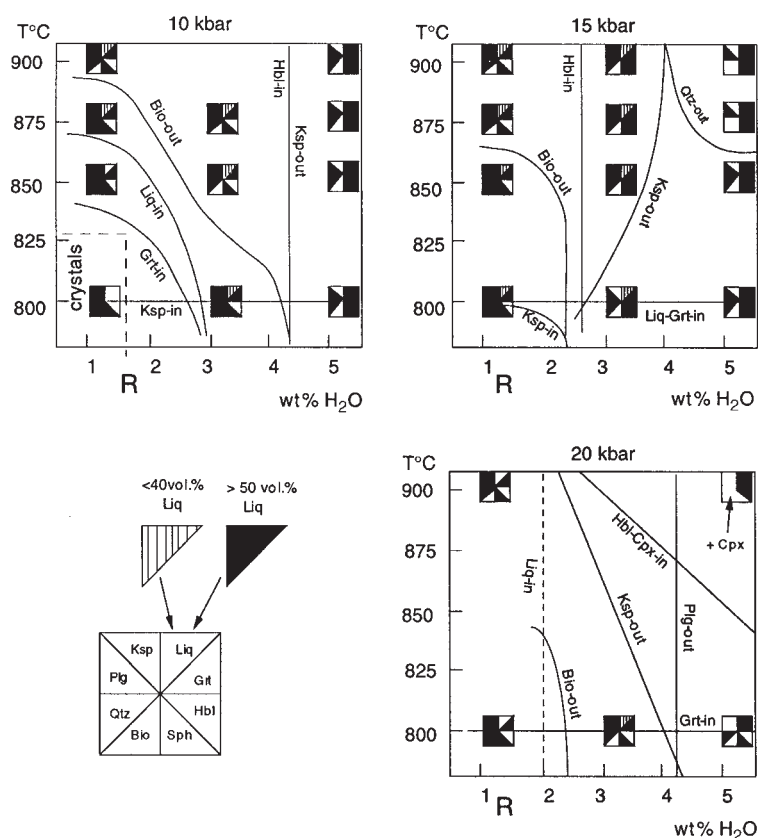 10 kbar
T°C
900
875
850
825
800
Bio-out
Liq-in
Grt-in
Ksp-in
crystals
Hbl-in
Ksp-out
1 2 3 4 5
R
wt% H₂O
15 kbar
T°C
900
875
850
825
800
Hbl-in
Bio-out
Ksp-out
Qtz-out
Ksp-in
Liq-Grt-in
1 2 3 4 5
R
wt% H₂O
<40vol.%
Liq
> 50 vol.%
Liq
Ksp
Liq
Plg
Grt
Qtz
Hbl
Bio
Sph
20 kbar
T°C
900
875
850
825
800
Liq-in
Bio-out
Ksp-out
Hbl-Cpx-in
Plg-out
+ Cpx
Grt-in
1 2 3 4 5
R
wt% H₂O